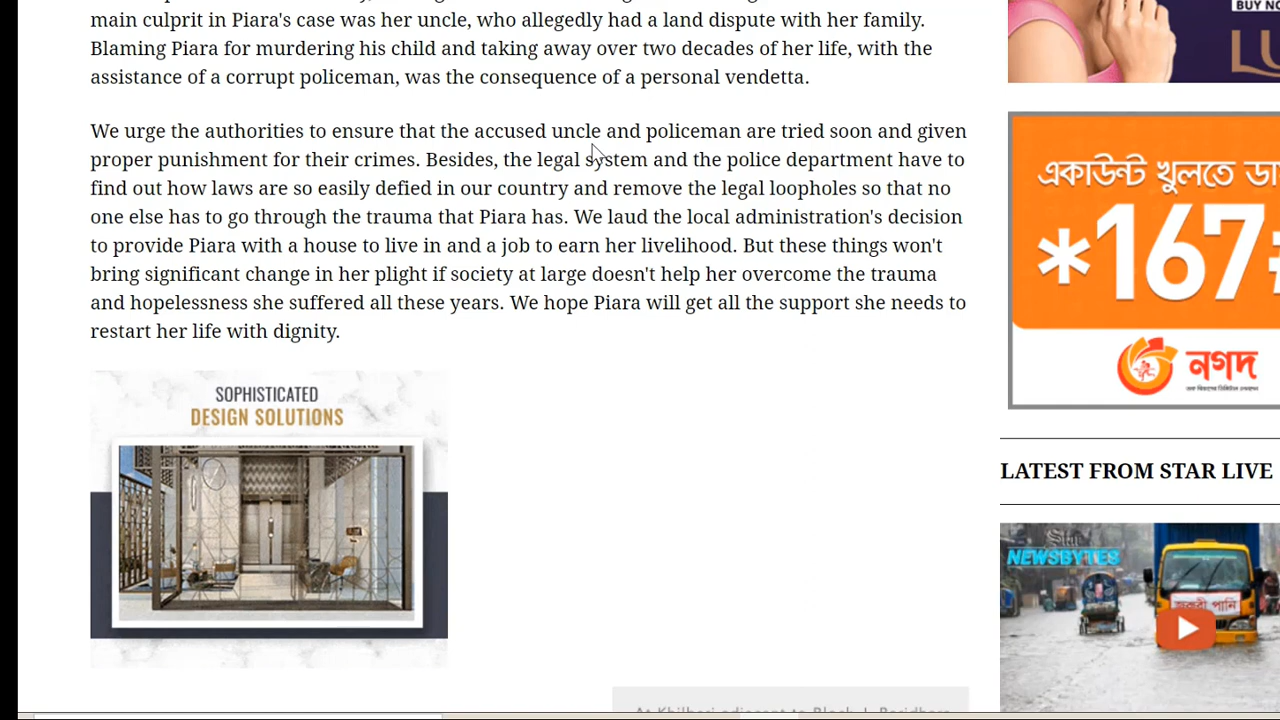 main culprit in Piara's case was her uncle, who allegedly had a land dispute with her family.
Blaming Piara for murdering his child and taking away over two decades of her life, with the
assistance of a corrupt policeman, was the consequence of a personal vendetta.
We urge the authorities to ensure that the accused uncle and policeman are tried soon and given
proper punishment for their crimes. Besides, the legal system and the police department have to
find out how laws are so easily defied in our country and remove the legal loopholes so that no
one else has to go through the trauma that Piara has. We laud the local administration's decision
to provide Piara with a house to live in and a job to earn her livelihood. But these things won't
bring significant change in her plight if society at large doesn't help her overcome the trauma
and hopelessness she suffered all these years. We hope Piara will get all the support she needs to
restart her life with dignity.
SOPHISTICATED
DESIGN SOLUTIONS
BUY NO
LU
একাউন্ট খুলতে ডা
*167#
নগদ
LATEST FROM STAR LIVE
Star
NEWSBYTES
জরুরী পানি